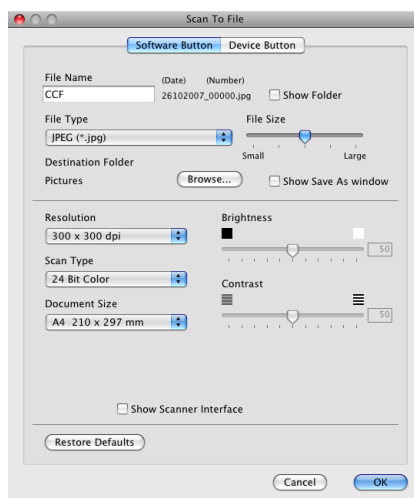 Scan To File
Software Button Device Button
File Name (Date) (Number)
CCF 26102007_00000.jpg Show Folder
File Type File Size
JPEG (*.jpg)
Small Large
Destination Folder
Pictures Browse... Show Save As window
Resolution Brightness
300 x 300 dpi
50
Scan Type
24 Bit Color
Contrast
Document Size
A4 210 x 297 mm 50
Show Scanner Interface
Restore Defaults
Cancel OK